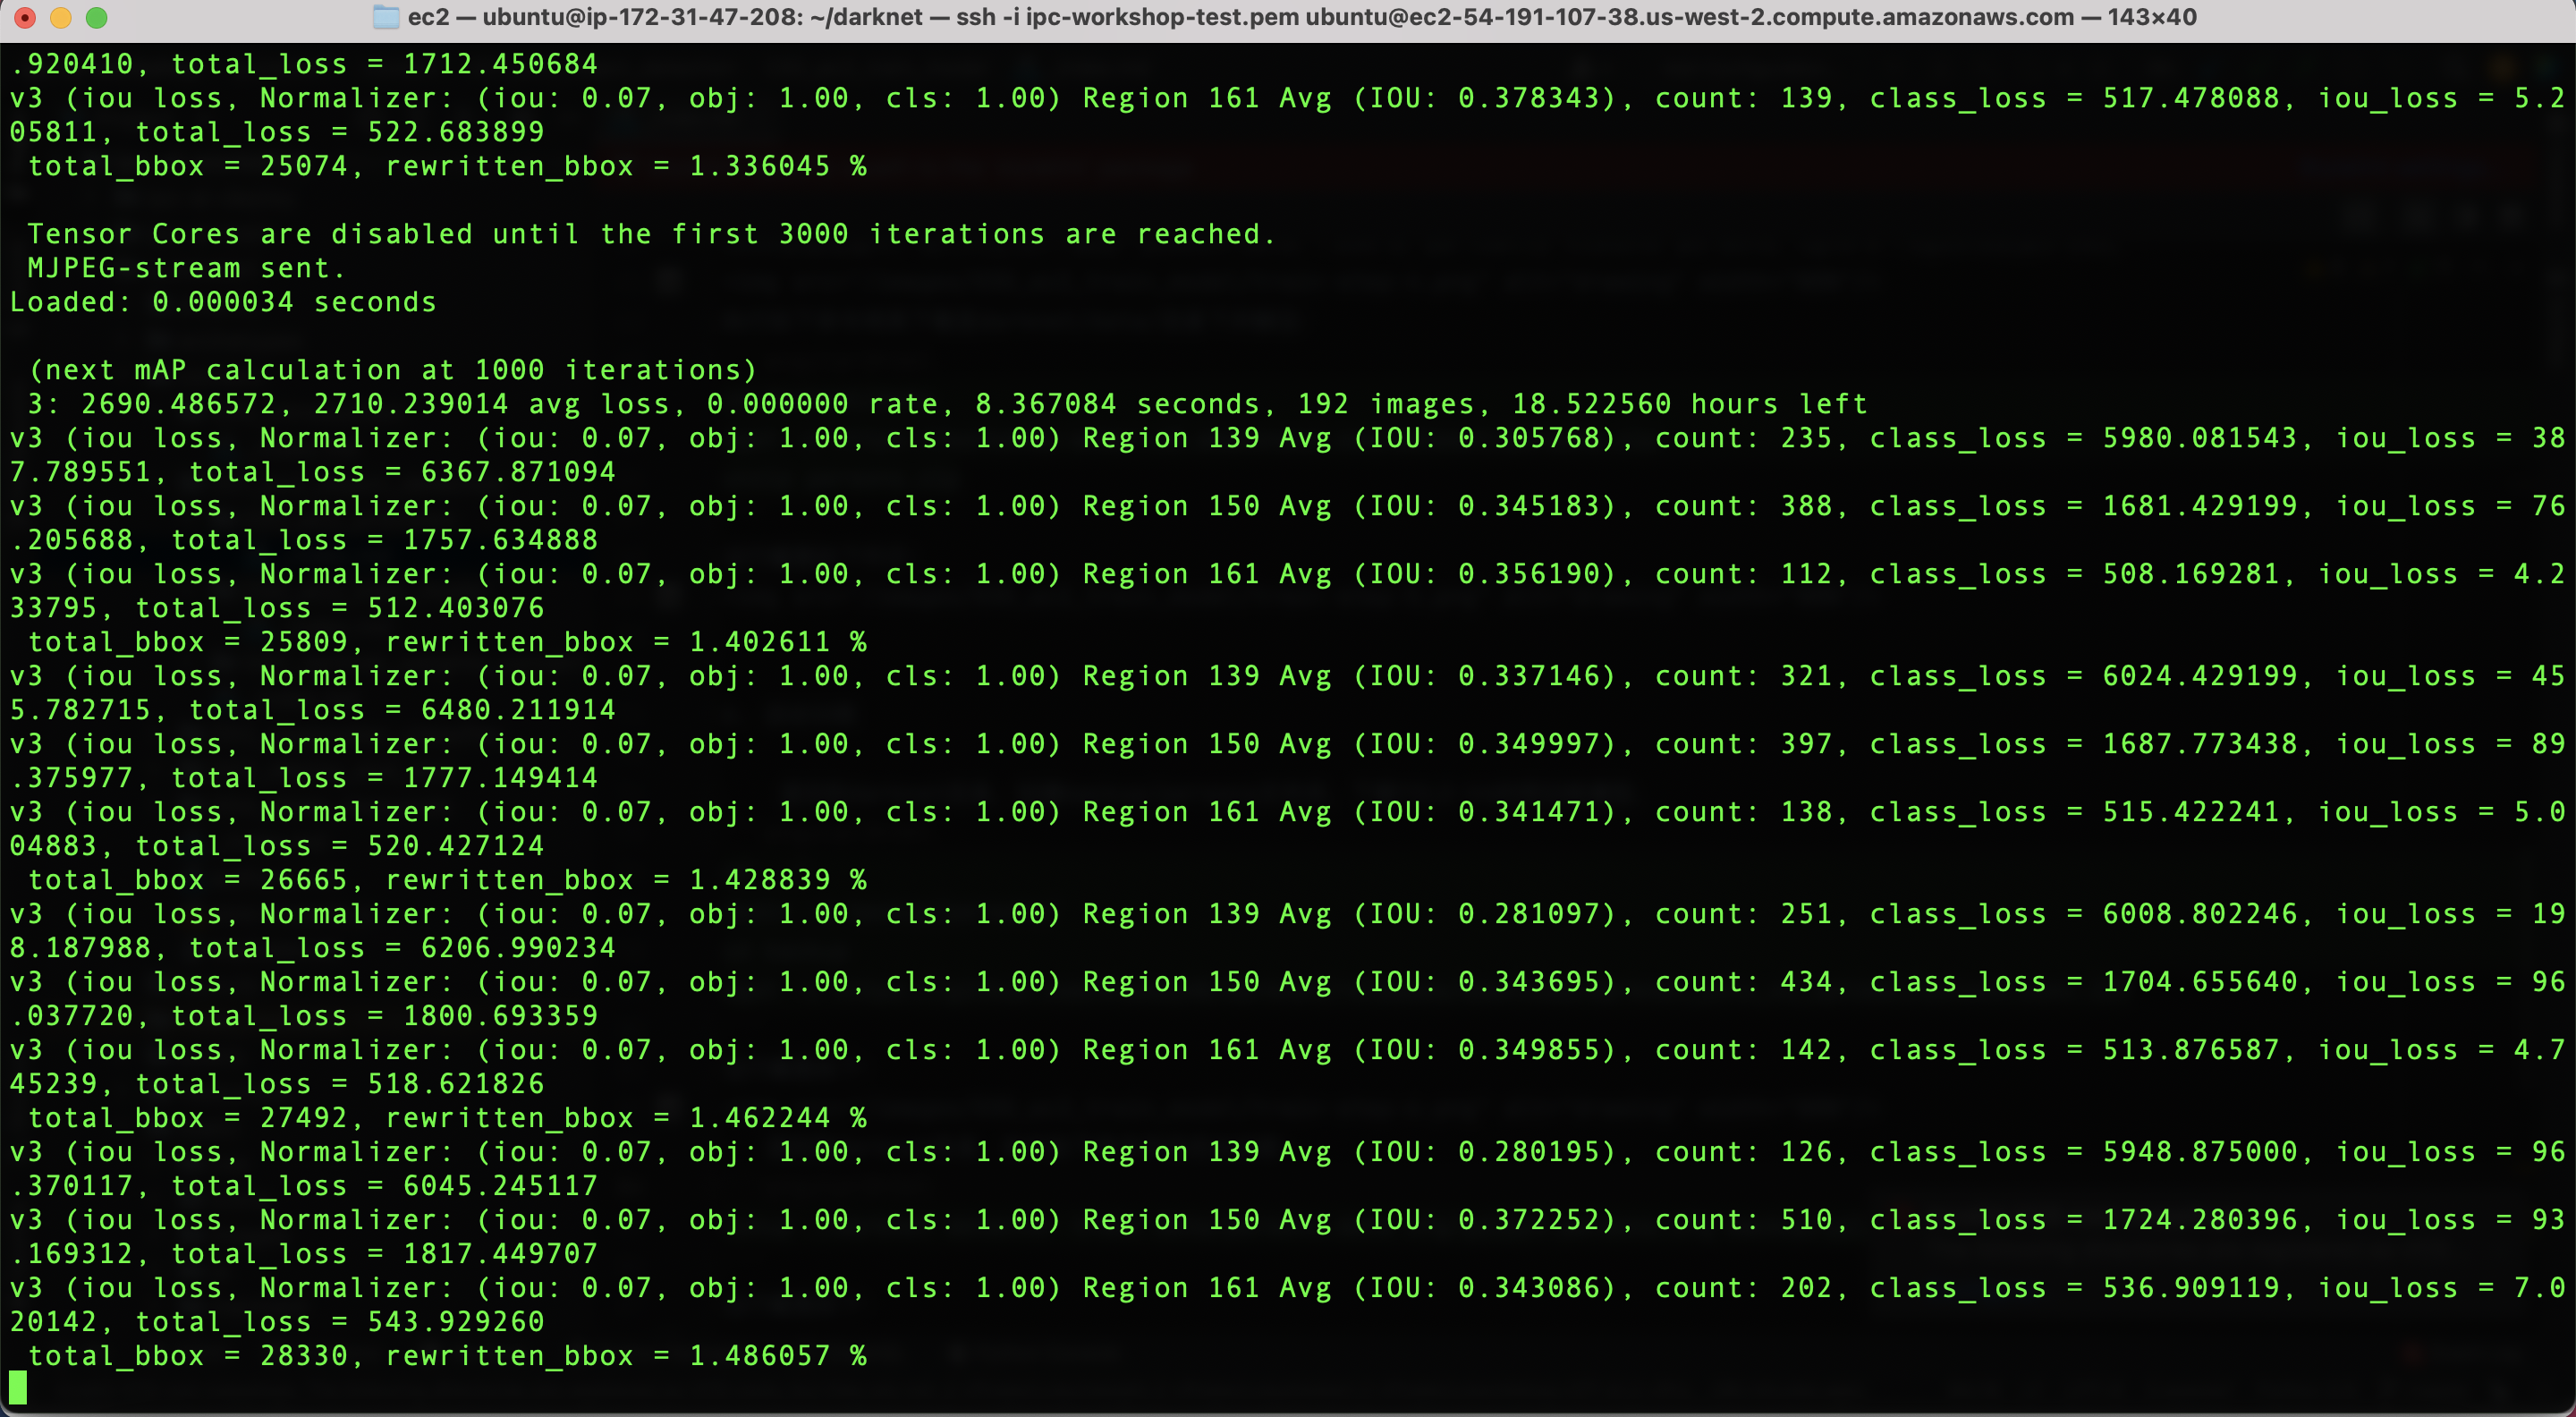 ec2 — ubuntu@ip-172-31-47-208: ~/darknet — ssh -i ipc-workshop-test.pem ubuntu@ec2-54-191-107-38.us-west-2.compute.amazonaws.com — 143×40
.920410, total_loss = 1712.450684
v3 (iou loss, Normalizer: (iou: 0.07, obj: 1.00, cls: 1.00) Region 161 Avg (IOU: 0.378343), count: 139, class_loss = 517.478088, iou_loss = 5.2
05811, total_loss = 522.683899
total_bbox = 25074, rewritten_bbox = 1.336045 %
Tensor Cores are disabled until the first 3000 iterations are reached.
MJPEG-stream sent.
Loaded: 0.000034 seconds
(next mAP calculation at 1000 iterations)
3: 2690.486572, 2710.239014 avg loss, 0.000000 rate, 8.367084 seconds, 192 images, 18.522560 hours left
v3 (iou loss, Normalizer: (iou: 0.07, obj: 1.00, cls: 1.00) Region 139 Avg (IOU: 0.305768), count: 235, class_loss = 5980.081543, iou_loss = 38
7.789551, total_loss = 6367.871094
v3 (iou loss, Normalizer: (iou: 0.07, obj: 1.00, cls: 1.00) Region 150 Avg (IOU: 0.345183), count: 388, class_loss = 1681.429199, iou_loss = 76
.205688, total_loss = 1757.634888
v3 (iou loss, Normalizer: (iou: 0.07, obj: 1.00, cls: 1.00) Region 161 Avg (IOU: 0.356190), count: 112, class_loss = 508.169281, iou_loss = 4.2
33795, total_loss = 512.403076
total_bbox = 25809, rewritten_bbox = 1.402611 %
v3 (iou loss, Normalizer: (iou: 0.07, obj: 1.00, cls: 1.00) Region 139 Avg (IOU: 0.337146), count: 321, class_loss = 6024.429199, iou_loss = 45
5.782715, total_loss = 6480.211914
v3 (iou loss, Normalizer: (iou: 0.07, obj: 1.00, cls: 1.00) Region 150 Avg (IOU: 0.349997), count: 397, class_loss = 1687.773438, iou_loss = 89
.375977, total_loss = 1777.149414
v3 (iou loss, Normalizer: (iou: 0.07, obj: 1.00, cls: 1.00) Region 161 Avg (IOU: 0.341471), count: 138, class_loss = 515.422241, iou_loss = 5.0
04883, total_loss = 520.427124
total_bbox = 26665, rewritten_bbox = 1.428839 %
v3 (iou loss, Normalizer: (iou: 0.07, obj: 1.00, cls: 1.00) Region 139 Avg (IOU: 0.281097), count: 251, class_loss = 6008.802246, iou_loss = 19
8.187988, total_loss = 6206.990234
v3 (iou loss, Normalizer: (iou: 0.07, obj: 1.00, cls: 1.00) Region 150 Avg (IOU: 0.343695), count: 434, class_loss = 1704.655640, iou_loss = 96
.037720, total_loss = 1800.693359
v3 (iou loss, Normalizer: (iou: 0.07, obj: 1.00, cls: 1.00) Region 161 Avg (IOU: 0.349855), count: 142, class_loss = 513.876587, iou_loss = 4.7
45239, total_loss = 518.621826
total_bbox = 27492, rewritten_bbox = 1.462244 %
v3 (iou loss, Normalizer: (iou: 0.07, obj: 1.00, cls: 1.00) Region 139 Avg (IOU: 0.280195), count: 126, class_loss = 5948.875000, iou_loss = 96
.370117, total_loss = 6045.245117
v3 (iou loss, Normalizer: (iou: 0.07, obj: 1.00, cls: 1.00) Region 150 Avg (IOU: 0.372252), count: 510, class_loss = 1724.280396, iou_loss = 93
.169312, total_loss = 1817.449707
v3 (iou loss, Normalizer: (iou: 0.07, obj: 1.00, cls: 1.00) Region 161 Avg (IOU: 0.343086), count: 202, class_loss = 536.909119, iou_loss = 7.0
20142, total_loss = 543.929260
total_bbox = 28330, rewritten_bbox = 1.486057 %